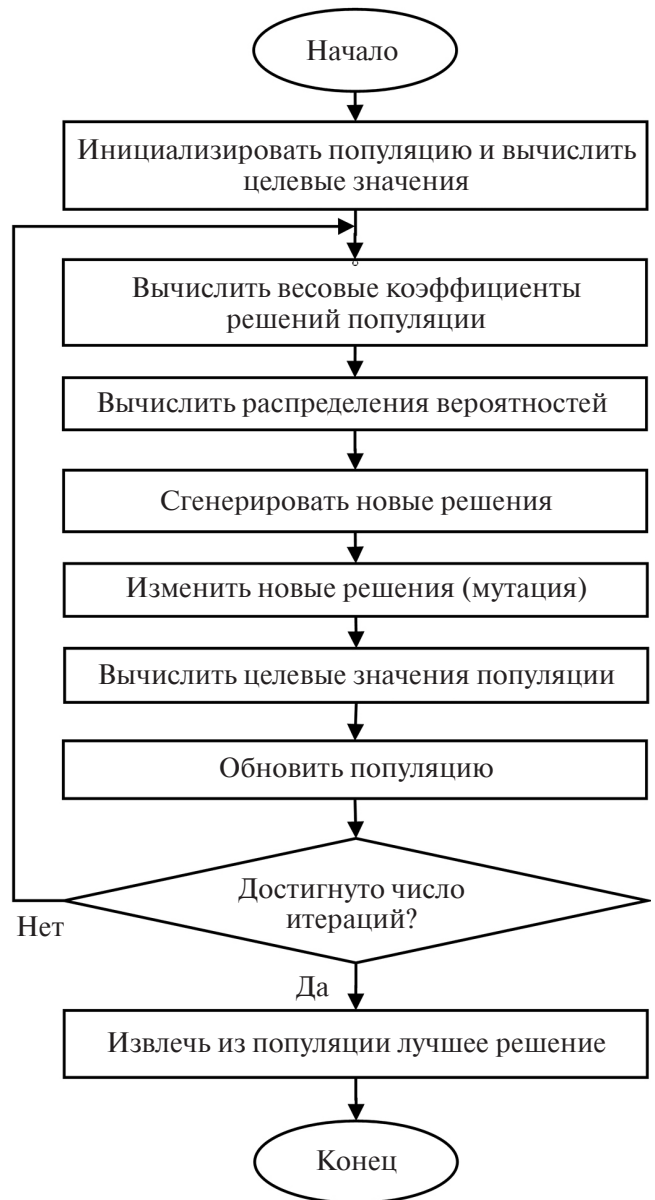 Начало
Инициализировать популяцию и вычислить
целевые значения
Вычислить весовые коэффициенты
решений популяции
Вычислить распределения вероятностей
Сгенерировать новые решения
Изменить новые решения (мутация)
Вычислить целевые значения популяции
Обновить популяцию
Достигнуто число
итераций?
Нет
Да
Извлечь из популяции лучшее решение
Конец